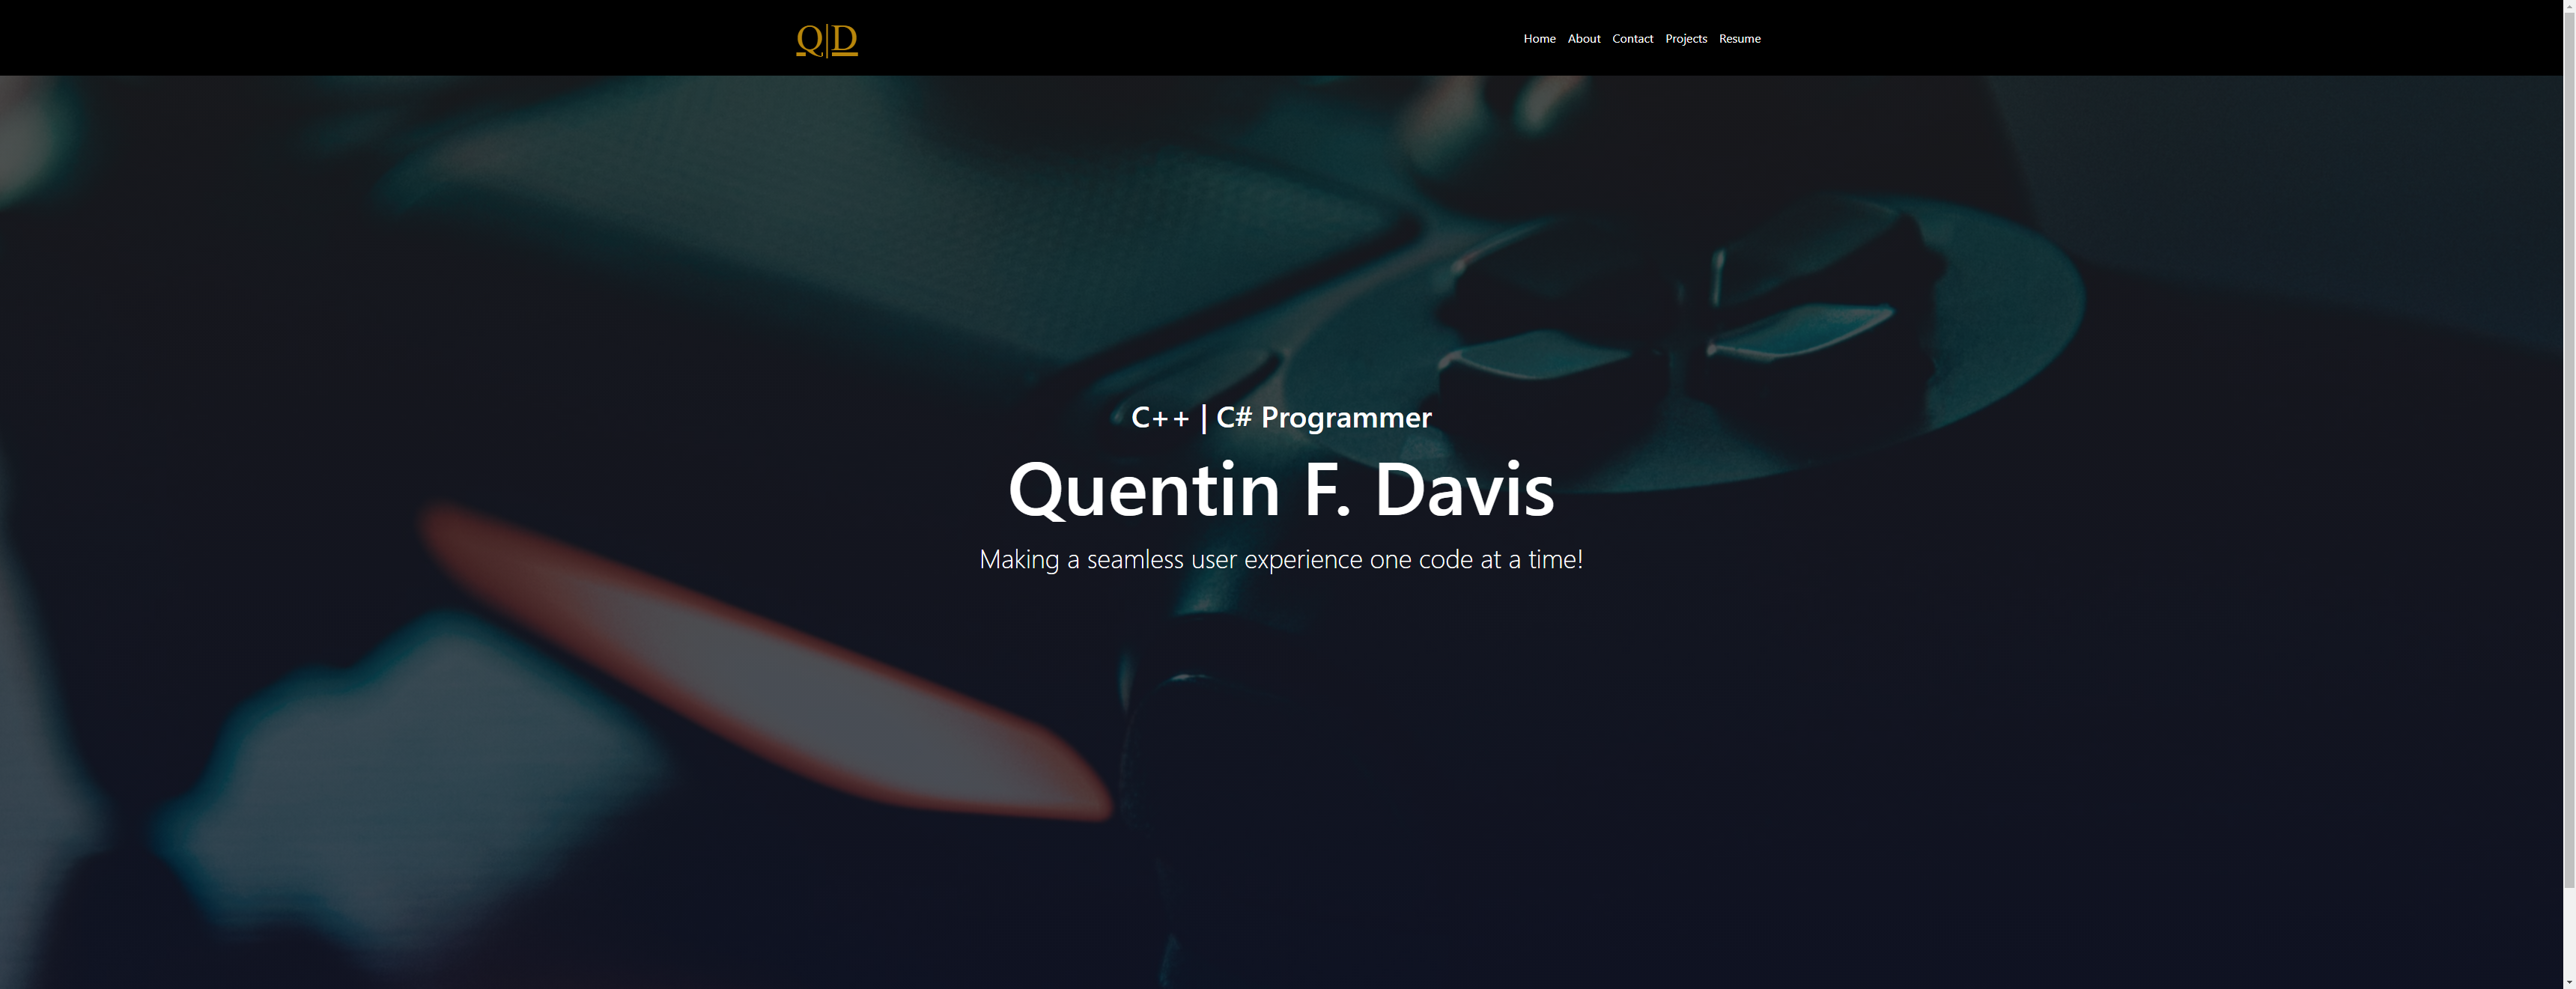 Q|D
Home About Contact Projects Resume
C++ | C# Programmer
Quentin F. Davis
Making a seamless user experience one code at a time!